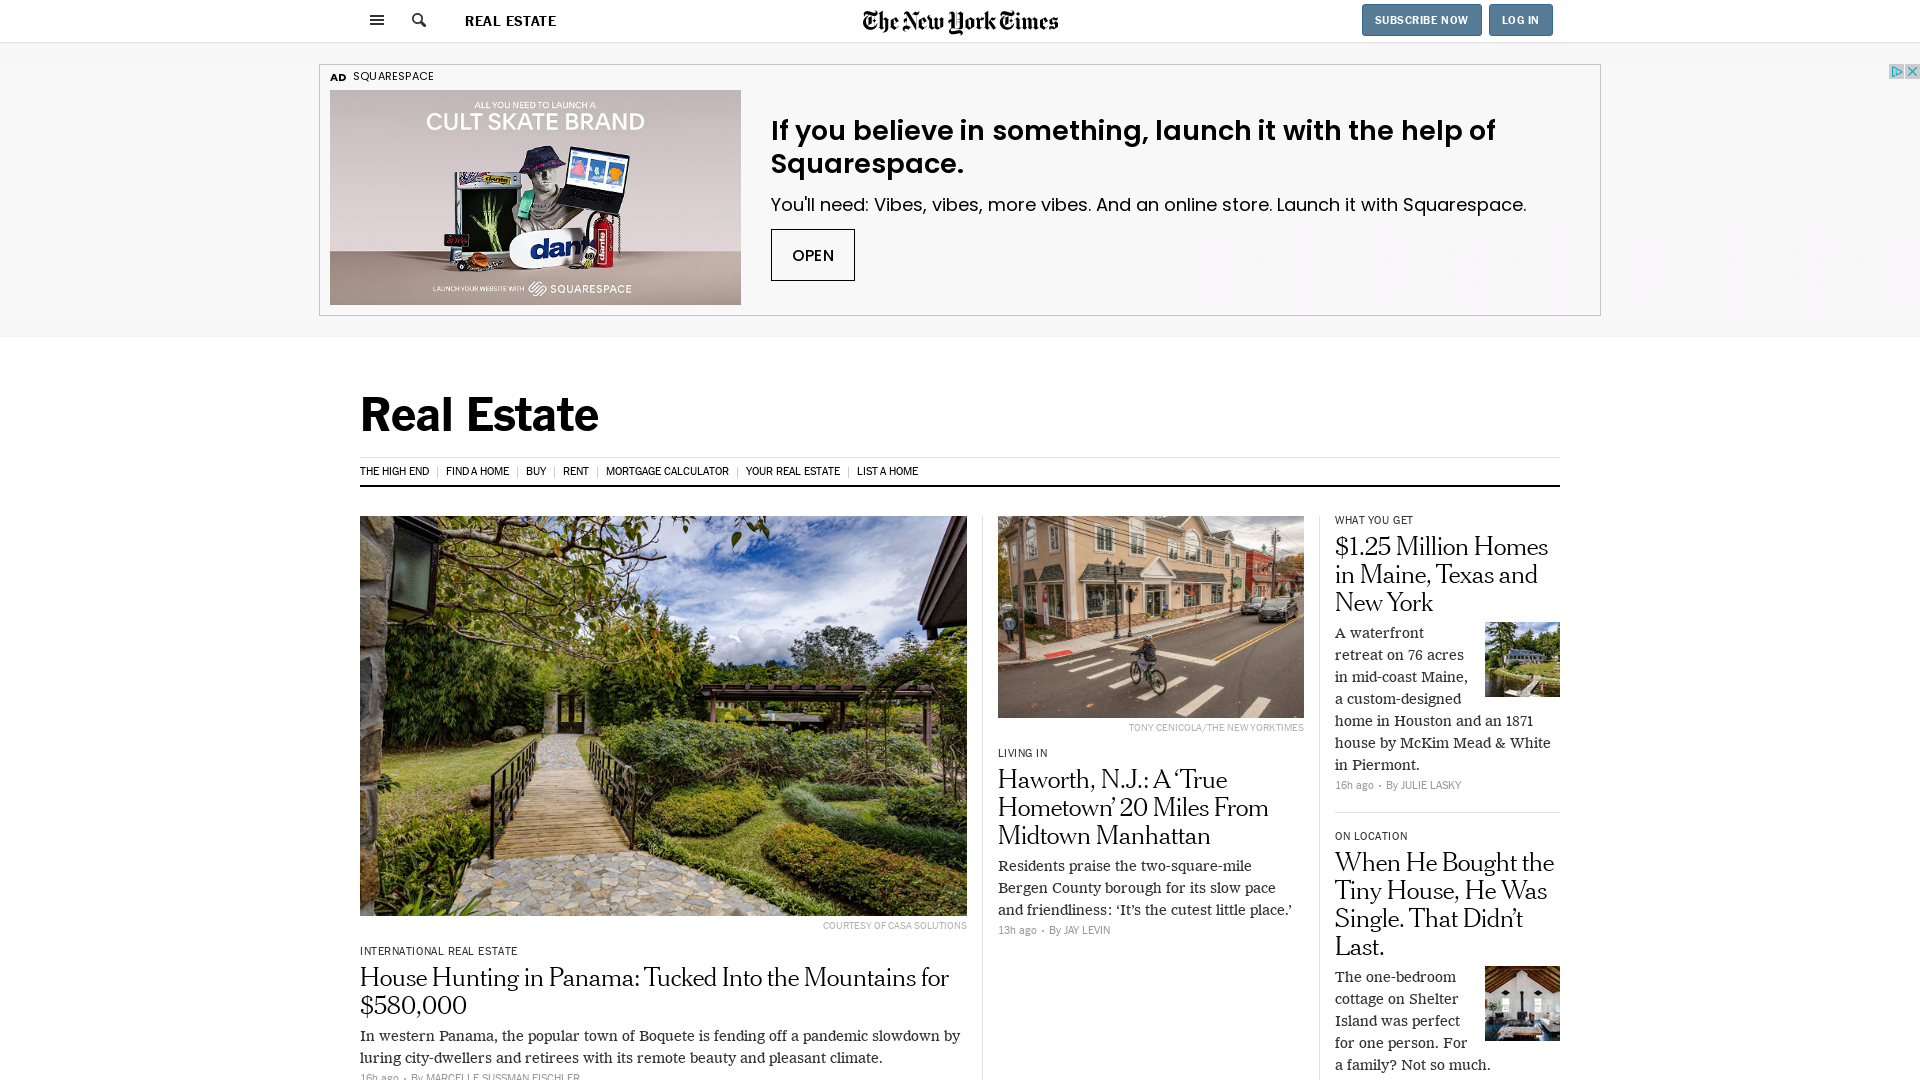 REAL ESTATE
The New York Times
SUBSCRIBE NOW
LOG IN
AD SQUARESPACE
ALL YOU NEED TO LAUNCH A
CULT SKATE BRAND
dante
LAUNCH YOUR WEBSITE WITH SQUARESPACE
If you believe in something, launch it with the help of
Squarespace.
You'll need: Vibes, vibes, more vibes. And an online store. Launch it with Squarespace.
OPEN
Real Estate
THE HIGH END
FIND A HOME
BUY
RENT
MORTGAGE CALCULATOR
YOUR REAL ESTATE
LIST A HOME
COURTESY OF CASA SOLUTIONS
INTERNATIONAL REAL ESTATE
House Hunting in Panama: Tucked Into the Mountains for
$580,000
In western Panama, the popular town of Boquete is fending off a pandemic slowdown by
luring city-dwellers and retirees with its remote beauty and pleasant climate.
16h ago · By MARCELLE SUSSMAN FISCHLER
TONY CENICOLA/THE NEW YORK TIMES
LIVING IN
Haworth, N.J.: A ‘True
Hometown’ 20 Miles From
Midtown Manhattan
Residents praise the two-square-mile
Bergen County borough for its slow pace
and friendliness: ‘It’s the cutest little place.’
13h ago · By JAY LEVIN
WHAT YOU GET
$1.25 Million Homes
in Maine, Texas and
New York
A waterfront
retreat on 76 acres
in mid-coast Maine,
a custom-designed
home in Houston and an 1871
house by McKim Mead & White
in Piermont.
16h ago · By JULIE LASKY
ON LOCATION
When He Bought the
Tiny House, He Was
Single. That Didn’t
Last.
The one-bedroom
cottage on Shelter
Island was perfect
for one person. For
a family? Not so much.